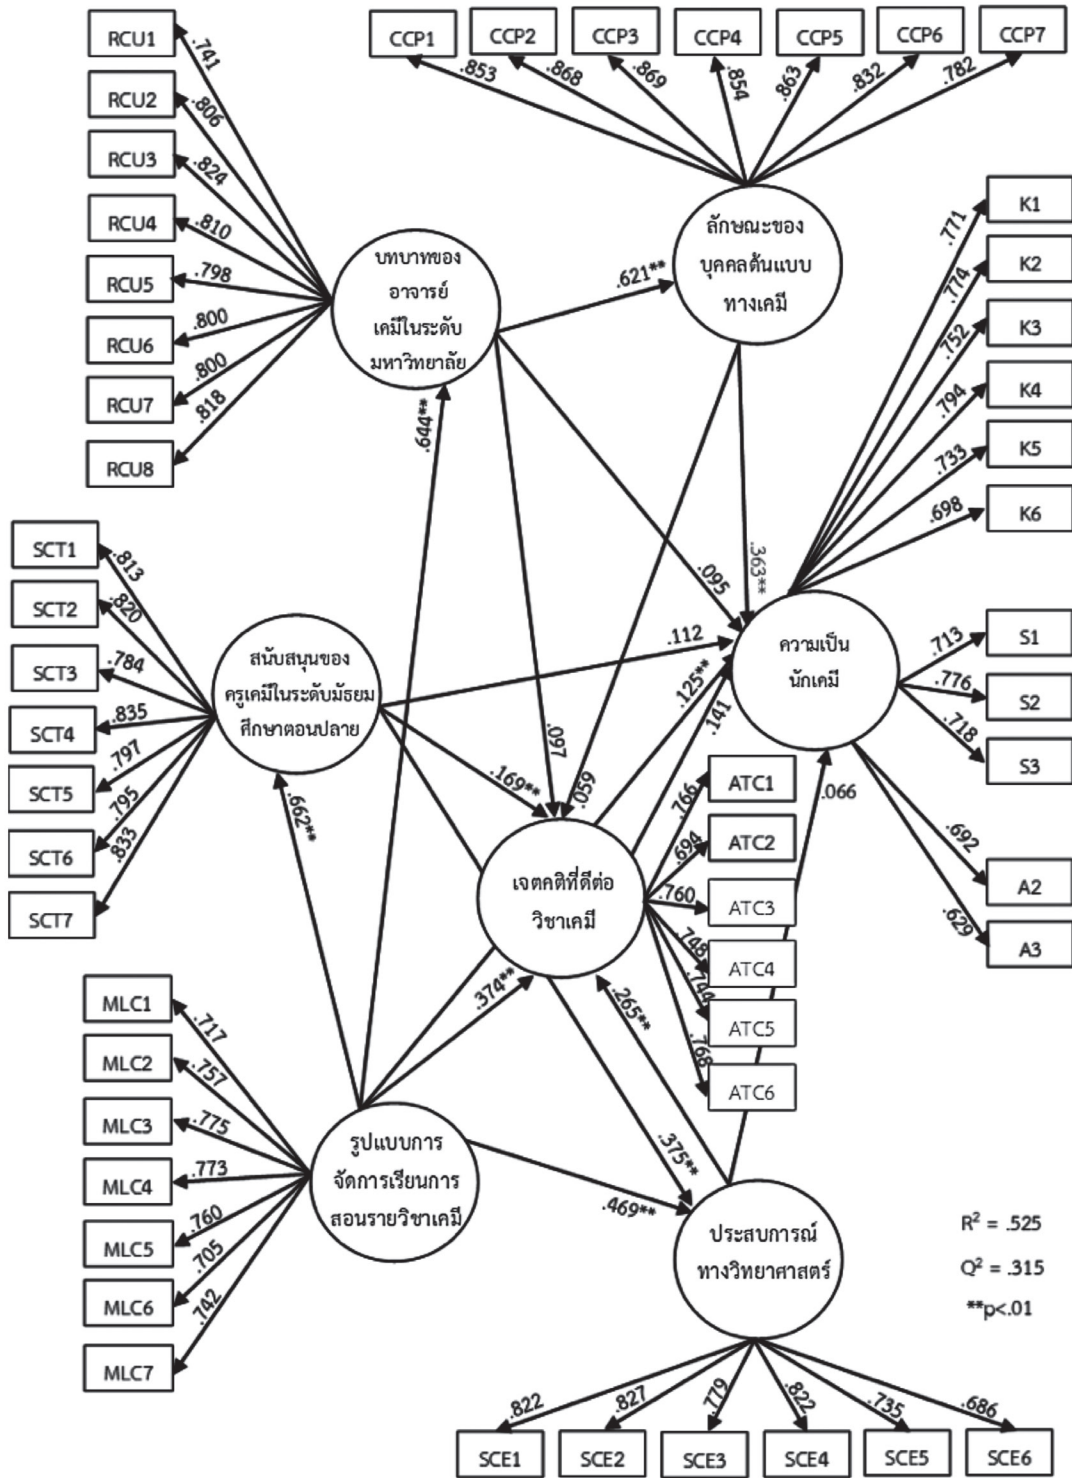 RCU1
RCU2
RCU3
RCU4
RCU5
RCU6
RCU7
RCU8
.741
.806
.824
.810
.798
.800
.800
.818
CCP1
CCP2
CCP3
CCP4
CCP5
CCP6
CCP7
.853
.868
.869
.854
.863
.832
.782
บทบาทของ
อาจารย์
เคมีในระดับ
มหาวิทยาลัย
.621**
ลักษณะของ
บุคคลต้นแบบ
ทางเคมี
K1
K2
K3
K4
K5
K6
.771
.774
.752
.794
.733
.698
.644**
.095
.363**
SCT1
SCT2
SCT3
SCT4
SCT5
SCT6
SCT7
.813
.820
.784
.835
.797
.795
.833
สนับสนุนของ
ครูเคมีในระดับมัธยม
ศึกษาตอนปลาย
.112
.125**
.141
.097
.059
.169**
.662**
ความเป็น
นักเคมี
S1
S2
S3
.713
.776
.718
.066
A2
A3
.692
.629
เจตคติที่ดีต่อ
วิชาเคมี
ATC1
ATC2
ATC3
ATC4
ATC5
ATC6
.766
.694
.760
.748
.744
.768
.374**
.265**
MLC1
MLC2
MLC3
MLC4
MLC5
MLC6
MLC7
.717
.757
.775
.773
.760
.705
.742
รูปแบบการ
จัดการเรียนการ
สอนรายวิชาเคมี
.375**
.469**
ประสบการณ์
ทางวิทยาศาสตร์
R² = .525
Q² = .315
**p<.01
.822
.827
.779
.822
.735
.686
SCE1
SCE2
SCE3
SCE4
SCE5
SCE6